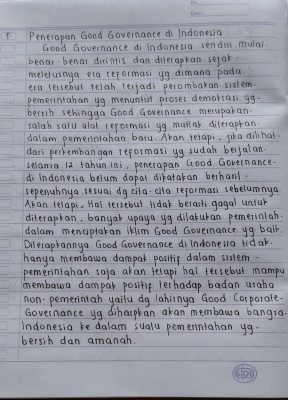 F. Penerapan Good Governance di Indonesia
Good Governance di Indonesia sendiri mulai
benar-benar dirintis dan diterapkan sejak
meletusnya era reformasi yg dimana pada
era tersebut telah terjadi perombakan sistem
pemerintahan yg menuntut proses demokrasi yg
bersih sehingga Good Governance merupakan
salah satu alat reformasi yg mutlak diterapkan
dalam pemerintahan baru. Akan tetapi, jika dilihat
dari perkembangan reformasi yg sudah berjalan
selama 12 tahun ini, penerapan Good Governance
di Indonesia belum dapat dikatakan berhasil
sepenuhnya sesuai dg cita-cita reformasi sebelumnya.
Akan tetapi, Hal tersebut tidak berarti gagal untuk
diterapkan, banyak upaya yg dilakukan pemerintah
dalam menciptakan iklim Good Governance yg baik.
Diterapkannya Good Governance di Indonesia tidak
hanya membawa dampak positif dalam sistem
pemerintahan saja akan tetapi hal tersebut mampu
membawa dampak positif terhadap badan usaha
non-pemerintah yaitu dg lahirnya Good Corporate
Governance yg diharpkan akan membawa bangsa
Indonesia ke dalam suatu pemerintahan yg
bersih dan amanah.
SIDU